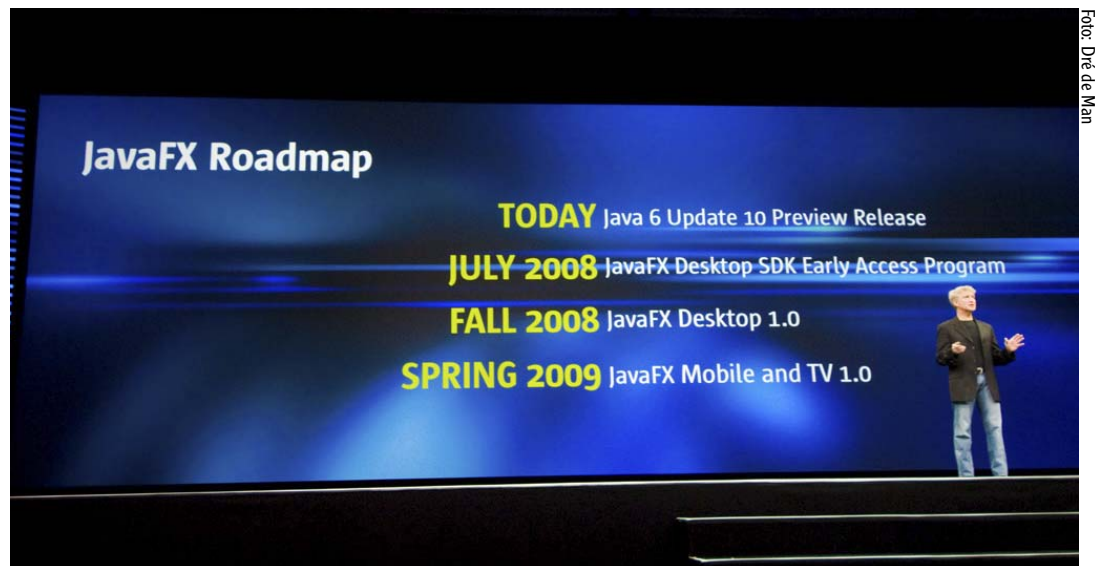 JavaFX Roadmap
TODAY Java 6 Update 10 Preview Release
JULY 2008 JavaFX Desktop SDK Early Access Program
FALL 2008 JavaFX Desktop 1.0
SPRING 2009 JavaFX Mobile and TV 1.0
Foto: Dré de Man